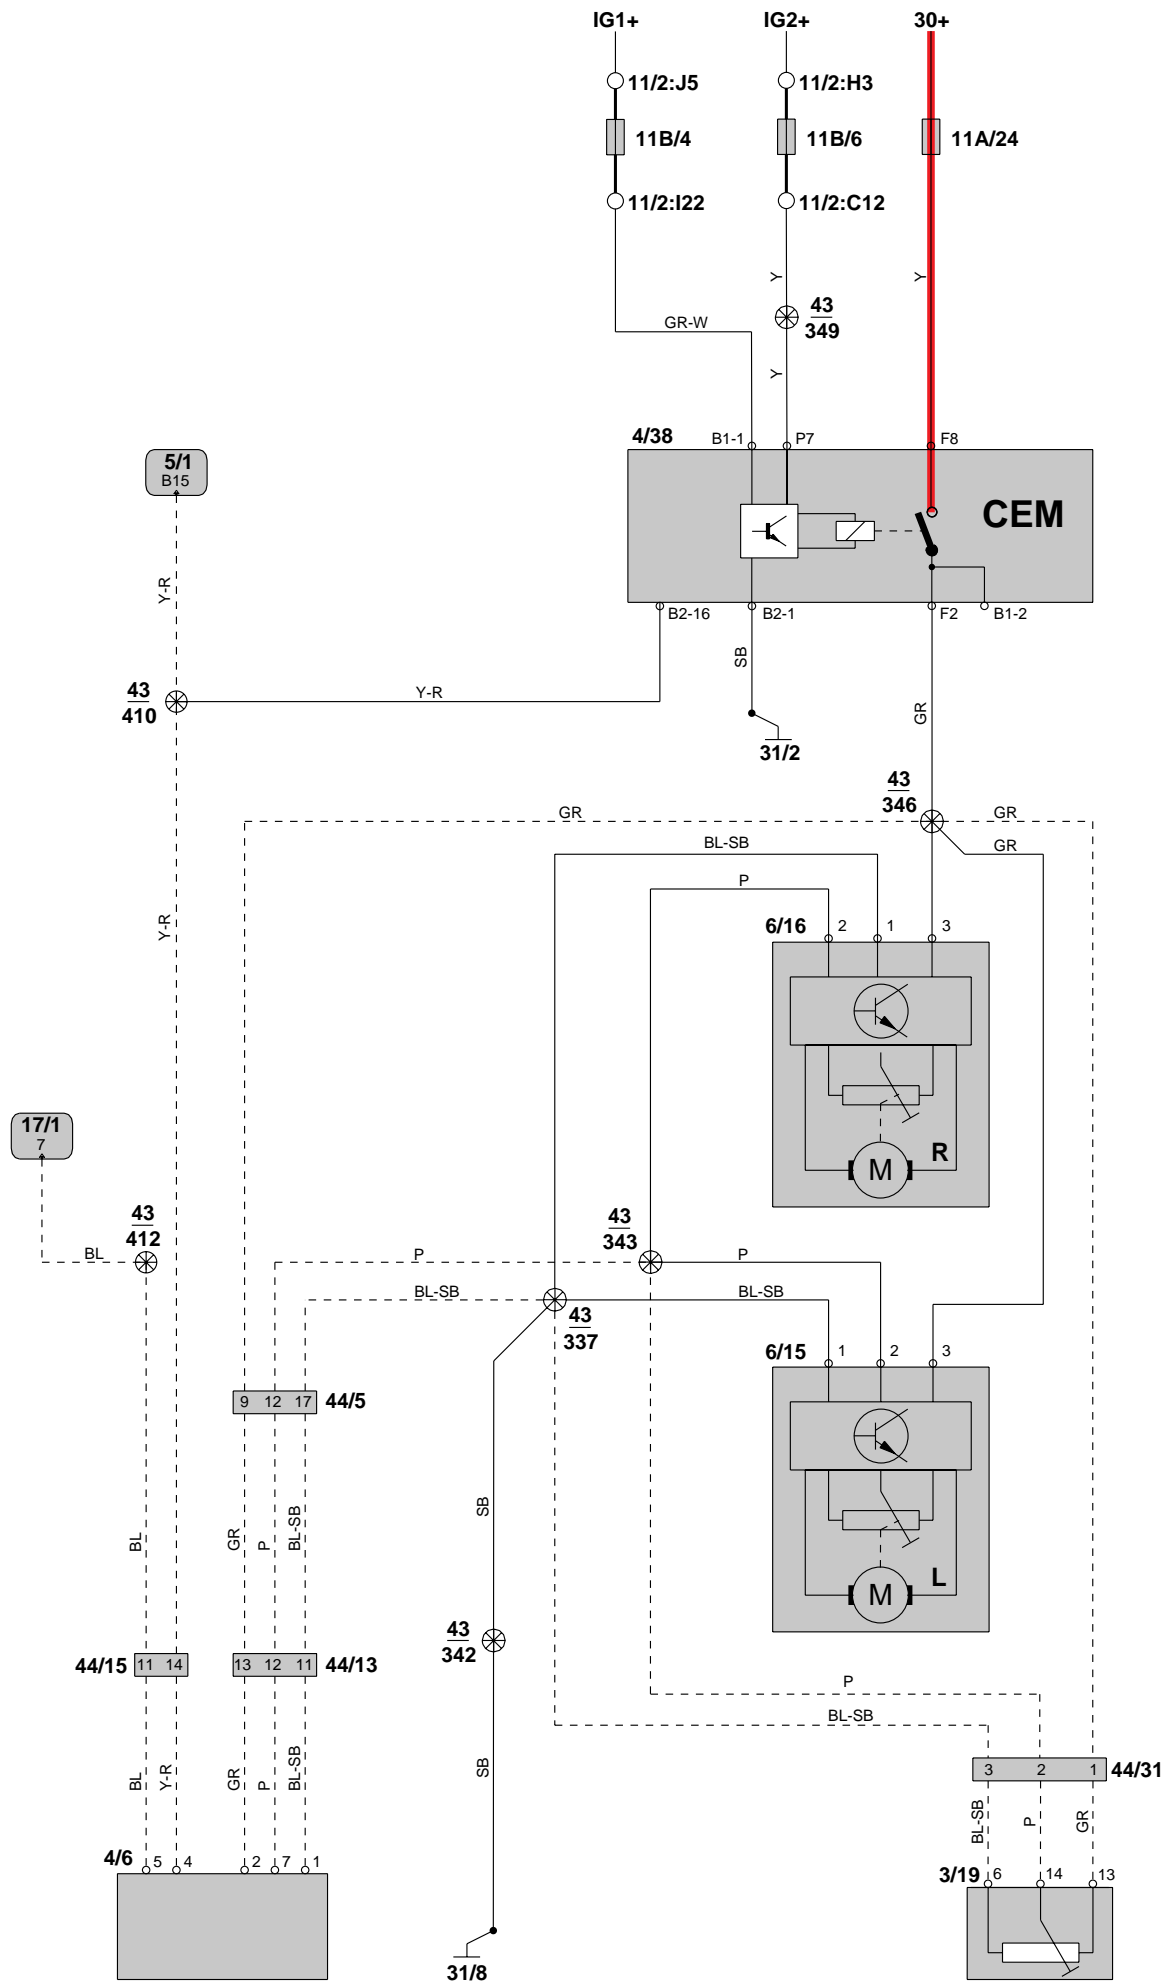 IG1+ IG2+ 30+
11/2:J5 11/2:H3
11B/4 11B/6 11A/24
11/2:I22 11/2:C12
Y Y
43
349
GR-W
Y
4/38 B1-1 P7 F8
5/1
B15
CEM
Y-R
B2-16 B2-1 F2 B1-2
SB
43
410
Y-R
GR
31/2
43
346
GR GR
BL-SB GR
P
Y-R
6/16 2 1 3
17/1
7
R
M
43
412
43
343
BL P P
BL-SB BL-SB
43
337
6/15 1 2 3
9 12 17 44/5
SB
BL GR P BL-SB
L
M
43
342
44/15 11 14 13 12 11 44/13
P
BL-SB
SB
BL Y-R GR P BL-SB
3 2 1 44/31
BL-SB P GR
4/6 5 4 2 7 1
3/19 6 14 13
31/8